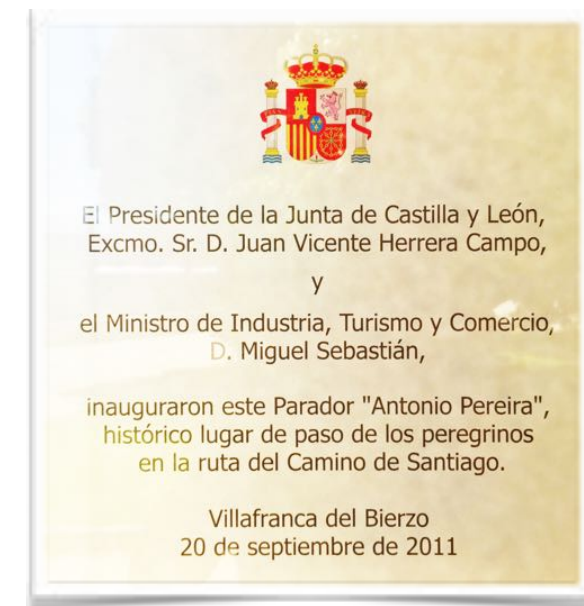 El Presidente de la Junta de Castilla y León,
Excmo. Sr. D. Juan Vicente Herrera Campo,
y
el Ministro de Industria, Turismo y Comercio,
D. Miguel Sebastián,
inauguraron este Parador "Antonio Pereira",
histórico lugar de paso de los peregrinos
en la ruta del Camino de Santiago.
Villafranca del Bierzo
20 de septiembre de 2011